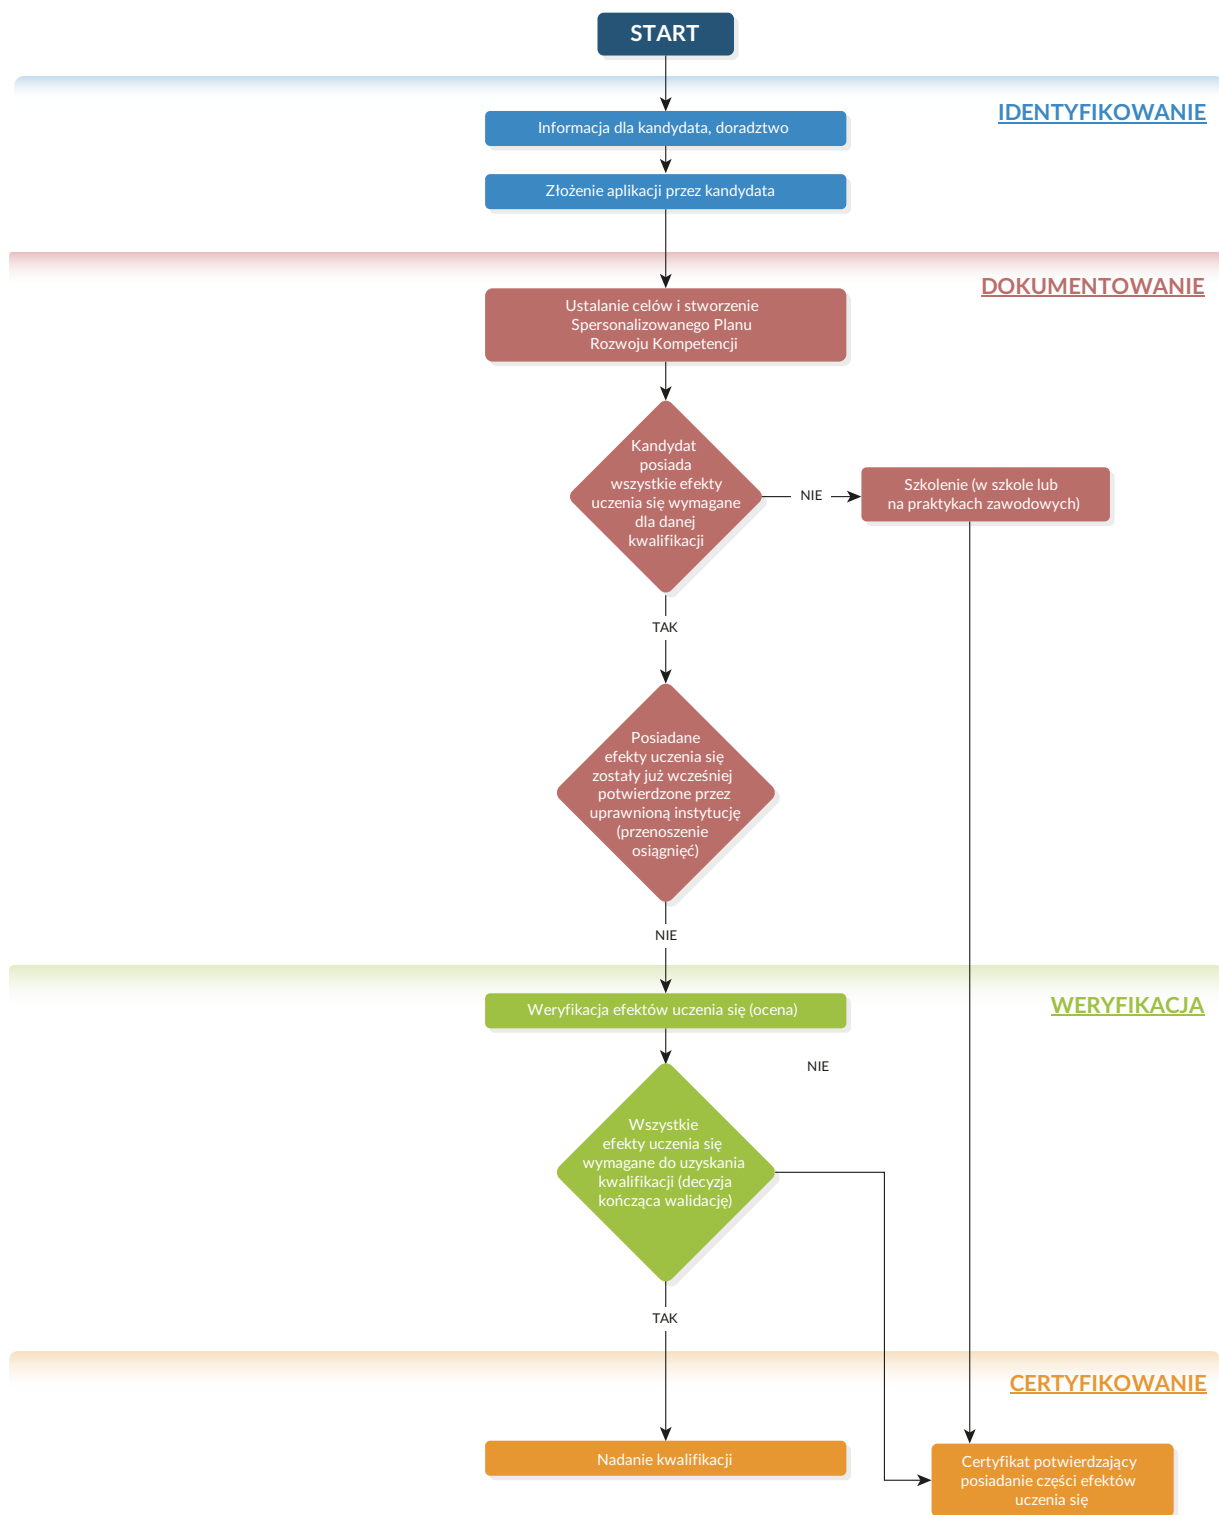 START
IDENTYFIKOWANIE
Informacja dla kandydata, doradztwo
Złożenie aplikacji przez kandydata
DOKUMENTOWANIE
Ustalanie celów i stworzenie
Spersonalizowanego Planu
Rozwoju Kompetencji
Kandydat
posiada
wszystkie efekty
uczenia się wymagane
dla danej
kwalifikacji
NIE
Szkolenie (w szkole lub
na praktykach zawodowych)
TAK
Posiadane
efekty uczenia się
zostały już wcześniej
potwierdzone przez
uprawnioną instytucję
(przenoszenie
osiągnięć)
NIE
WERYFIKACJA
Weryfikacja efektów uczenia się (ocena)
NIE
Wszystkie
efekty uczenia się
wymagane do uzyskania
kwalifikacji (decyzja
kończąca walidację)
TAK
CERTYFIKOWANIE
Nadanie kwalifikacji
Certyfikat potwierdzający
posiadanie części efektów
uczenia się